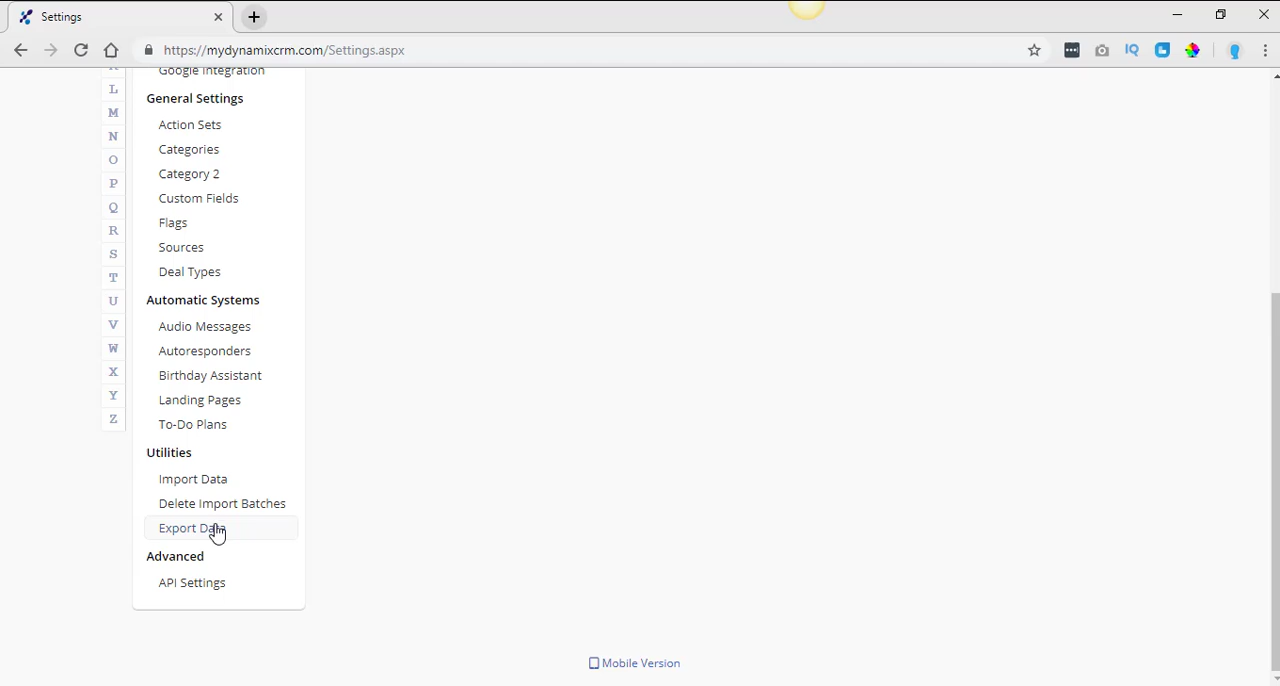 Settings
https://mydynamixcrm.com/Settings.aspx
IQ
Google Integration
L
M
N
O
P
Q
R
S
T
U
V
W
X
Y
Z
General Settings
Action Sets
Categories
Category 2
Custom Fields
Flags
Sources
Deal Types
Automatic Systems
Audio Messages
Autoresponders
Birthday Assistant
Landing Pages
To-Do Plans
Utilities
Import Data
Delete Import Batches
Export Data
Advanced
API Settings
Mobile Version